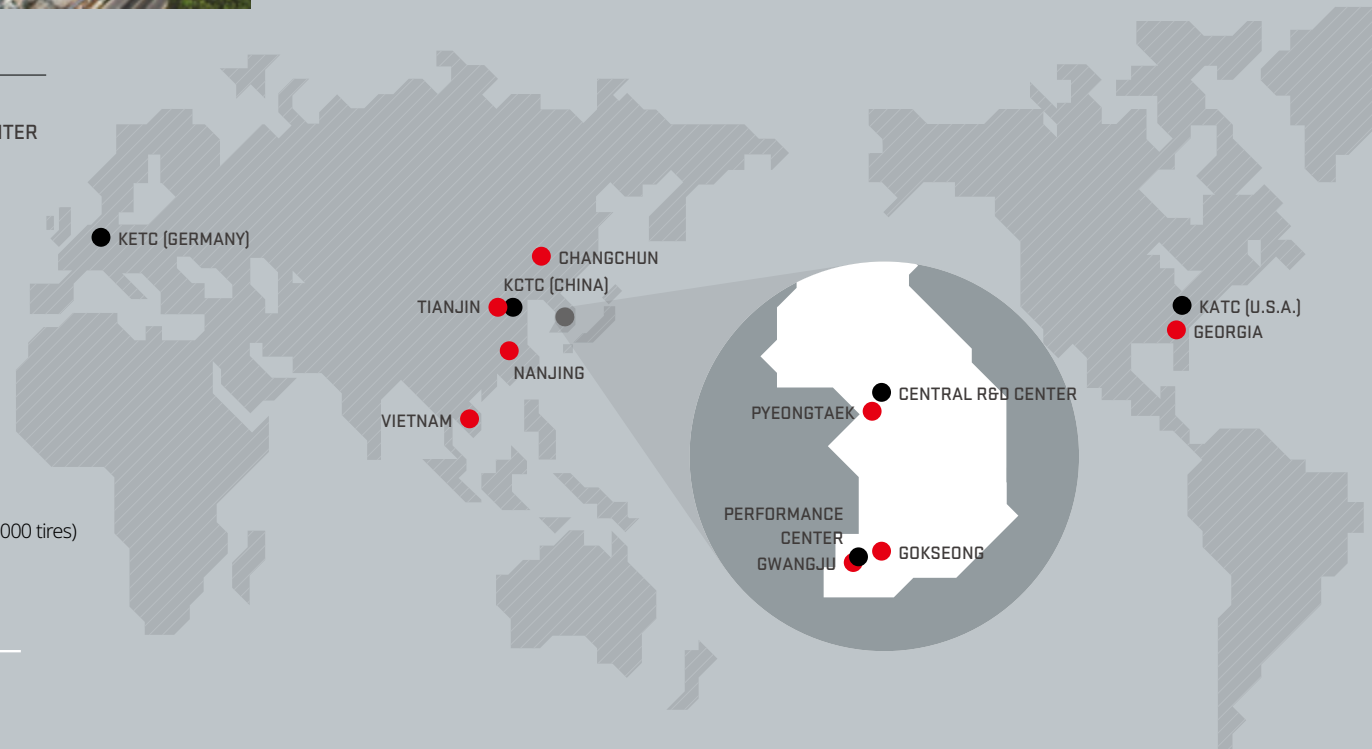 NTER
KETC (GERMANY)
CHANGCHUN
KCTC (CHINA)
TIANJIN
NANJING
VIETNAM
KATC (U.S.A.)
GEORGIA
CENTRAL R&D CENTER
PYEONGTAEK
PERFORMANCE
CENTER
GWANGJU
GOKSEONG
000 tires)